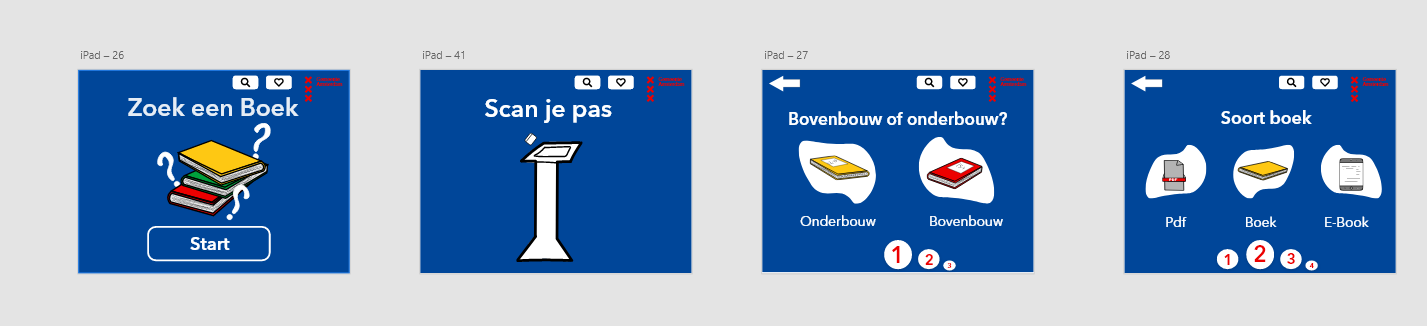 iPad – 26
Zoek een Boek
Start
iPad – 41
Scan je pas
iPad – 27
Bovenbouw of onderbouw?
Onderbouw
Bovenbouw
1 2 3
iPad – 28
Soort boek
PDF
Pdf
Boek
E-Book
1 2 3 4